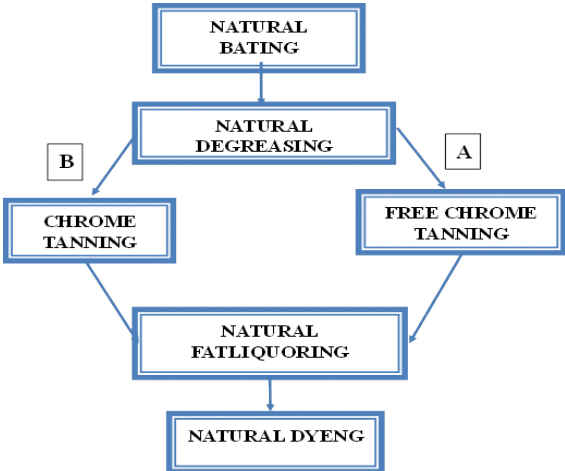 NATURAL
BATING
NATURAL
DEGREASING
B
A
CHROME
TANNING
FREE CHROME
TANNING
NATURAL
FATLIQUORING
NATURAL DYENG